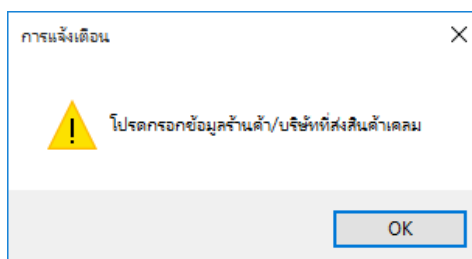 การแจ้งเตือน
โปรดกรอกข้อมูลร้านค้า/บริษัทที่ส่งสินค้าเคลม
OK